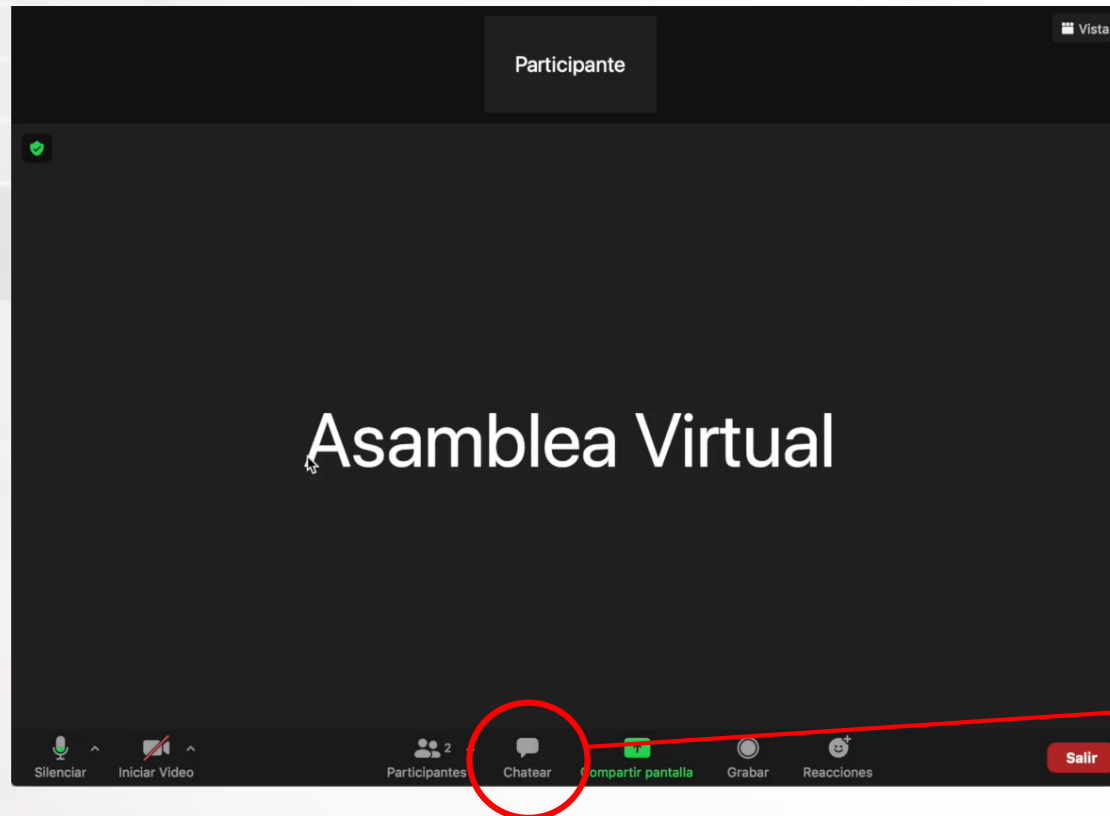 Vista
Participante
Asamblea Virtual
2
Silenciar
Iniciar Video
Participantes
Chatear
Compartir pantalla
Grabar
Reacciones
Salir